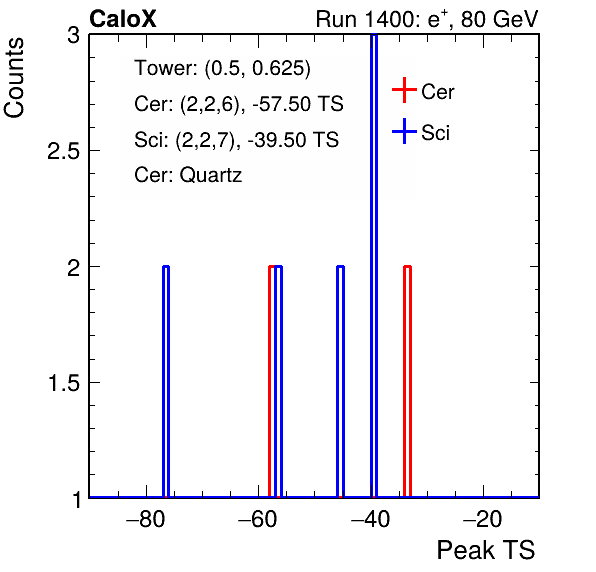 CaloX Run 1400: e⁺, 80 GeV
Counts
3
2.5
2
1.5
1
Tower: (0.5, 0.625)
Cer: (2,2,6), -57.50 TS
Sci: (2,2,7), -39.50 TS
Cer: Quartz
Cer
Sci
−80 −60 −40 −20
Peak TS